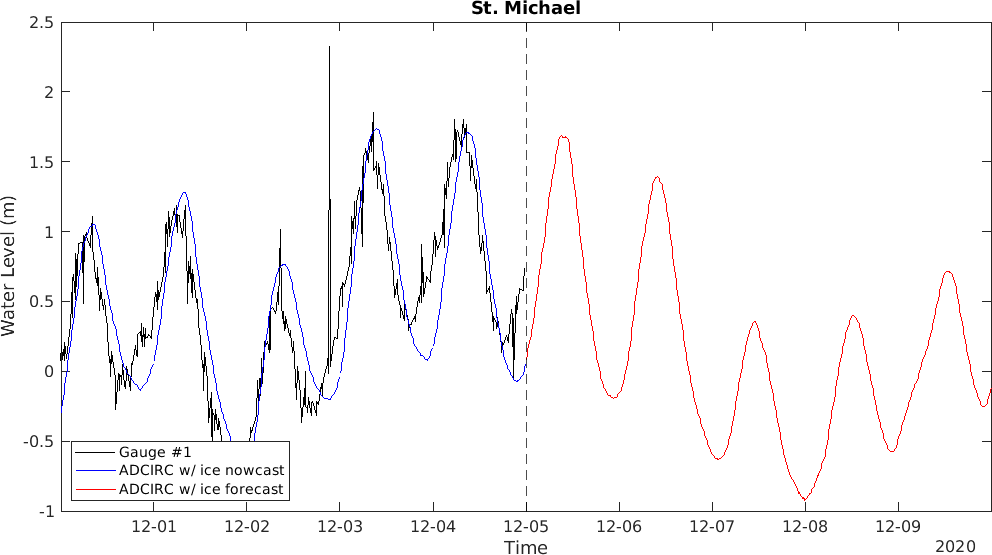 St. Michael
Water Level (m)
2.5
2
1.5
1
0.5
0
-0.5
-1
Gauge #1
ADCIRC w/ ice nowcast
ADCIRC w/ ice forecast
12-01 12-02 12-03 12-04 12-05 12-06 12-07 12-08 12-09
Time
2020